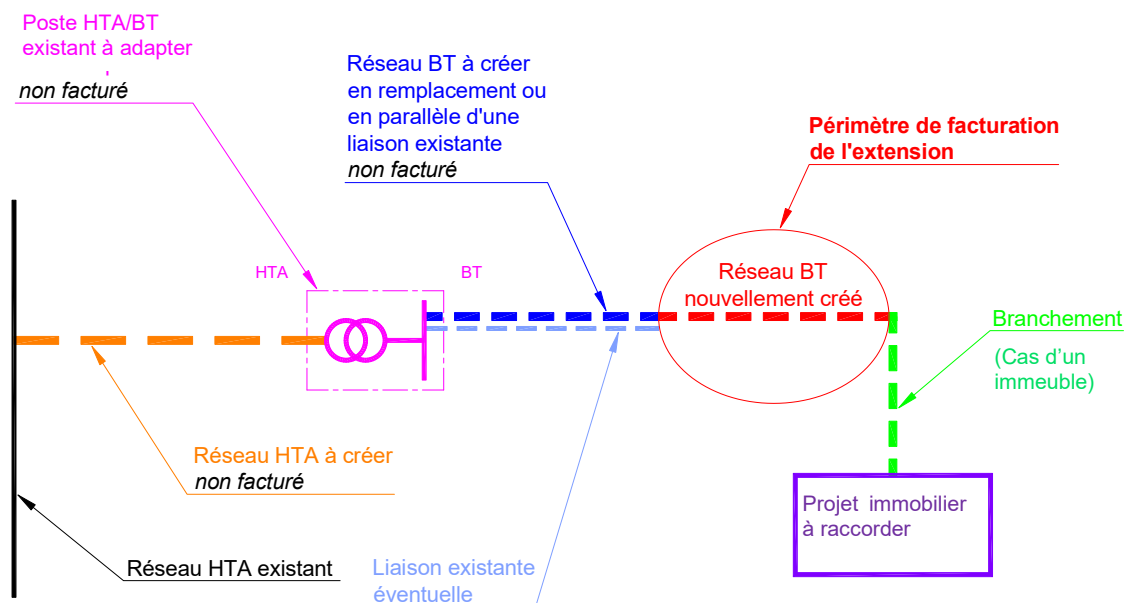 Poste HTA/BT
existant à adapter
non facturé
Réseau BT à créer
en remplacement ou
en parallèle d'une
liaison existante
non facturé
Périmètre de facturation
de l'extension
HTA
BT
Réseau BT
nouvellement créé
Branchement
(Cas d’un
immeuble)
Réseau HTA à créer
non facturé
Projet immobilier
à raccorder
Réseau HTA existant
Liaison existante
éventuelle